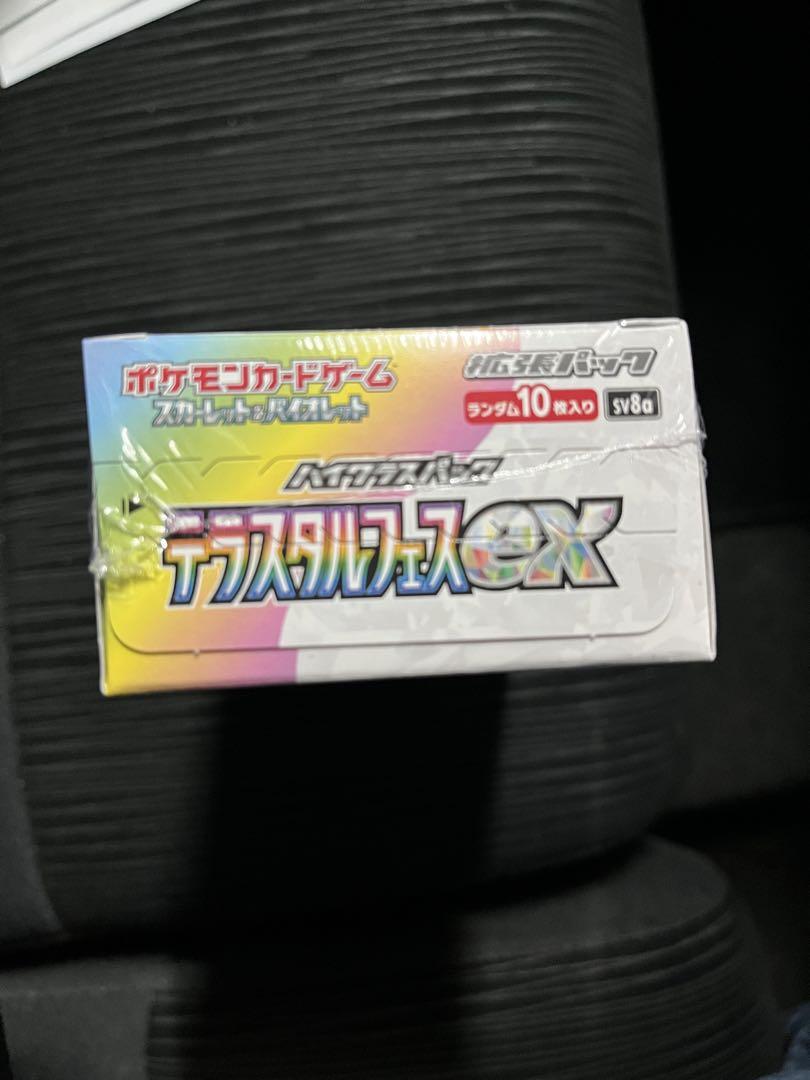 ポケモンカードゲーム
スカーレット&バイオレット
拡張パック
ランダム10枚入り
SV8a
ハイクラスパック
テラスタルフェスex